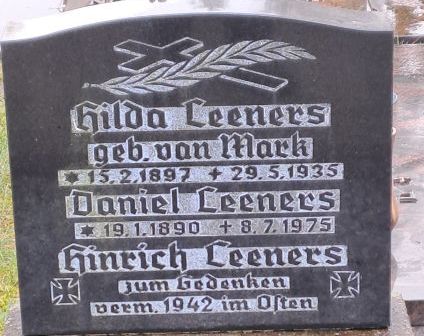 Hilda Leeners
geb. van Mark
* 15.2.1897 + 29.5.1935
Daniel Leeners
* 19.1.1890 + 8.7.1975
Hinrich Leeners
zum Gedenken
verm. 1942 im Osten